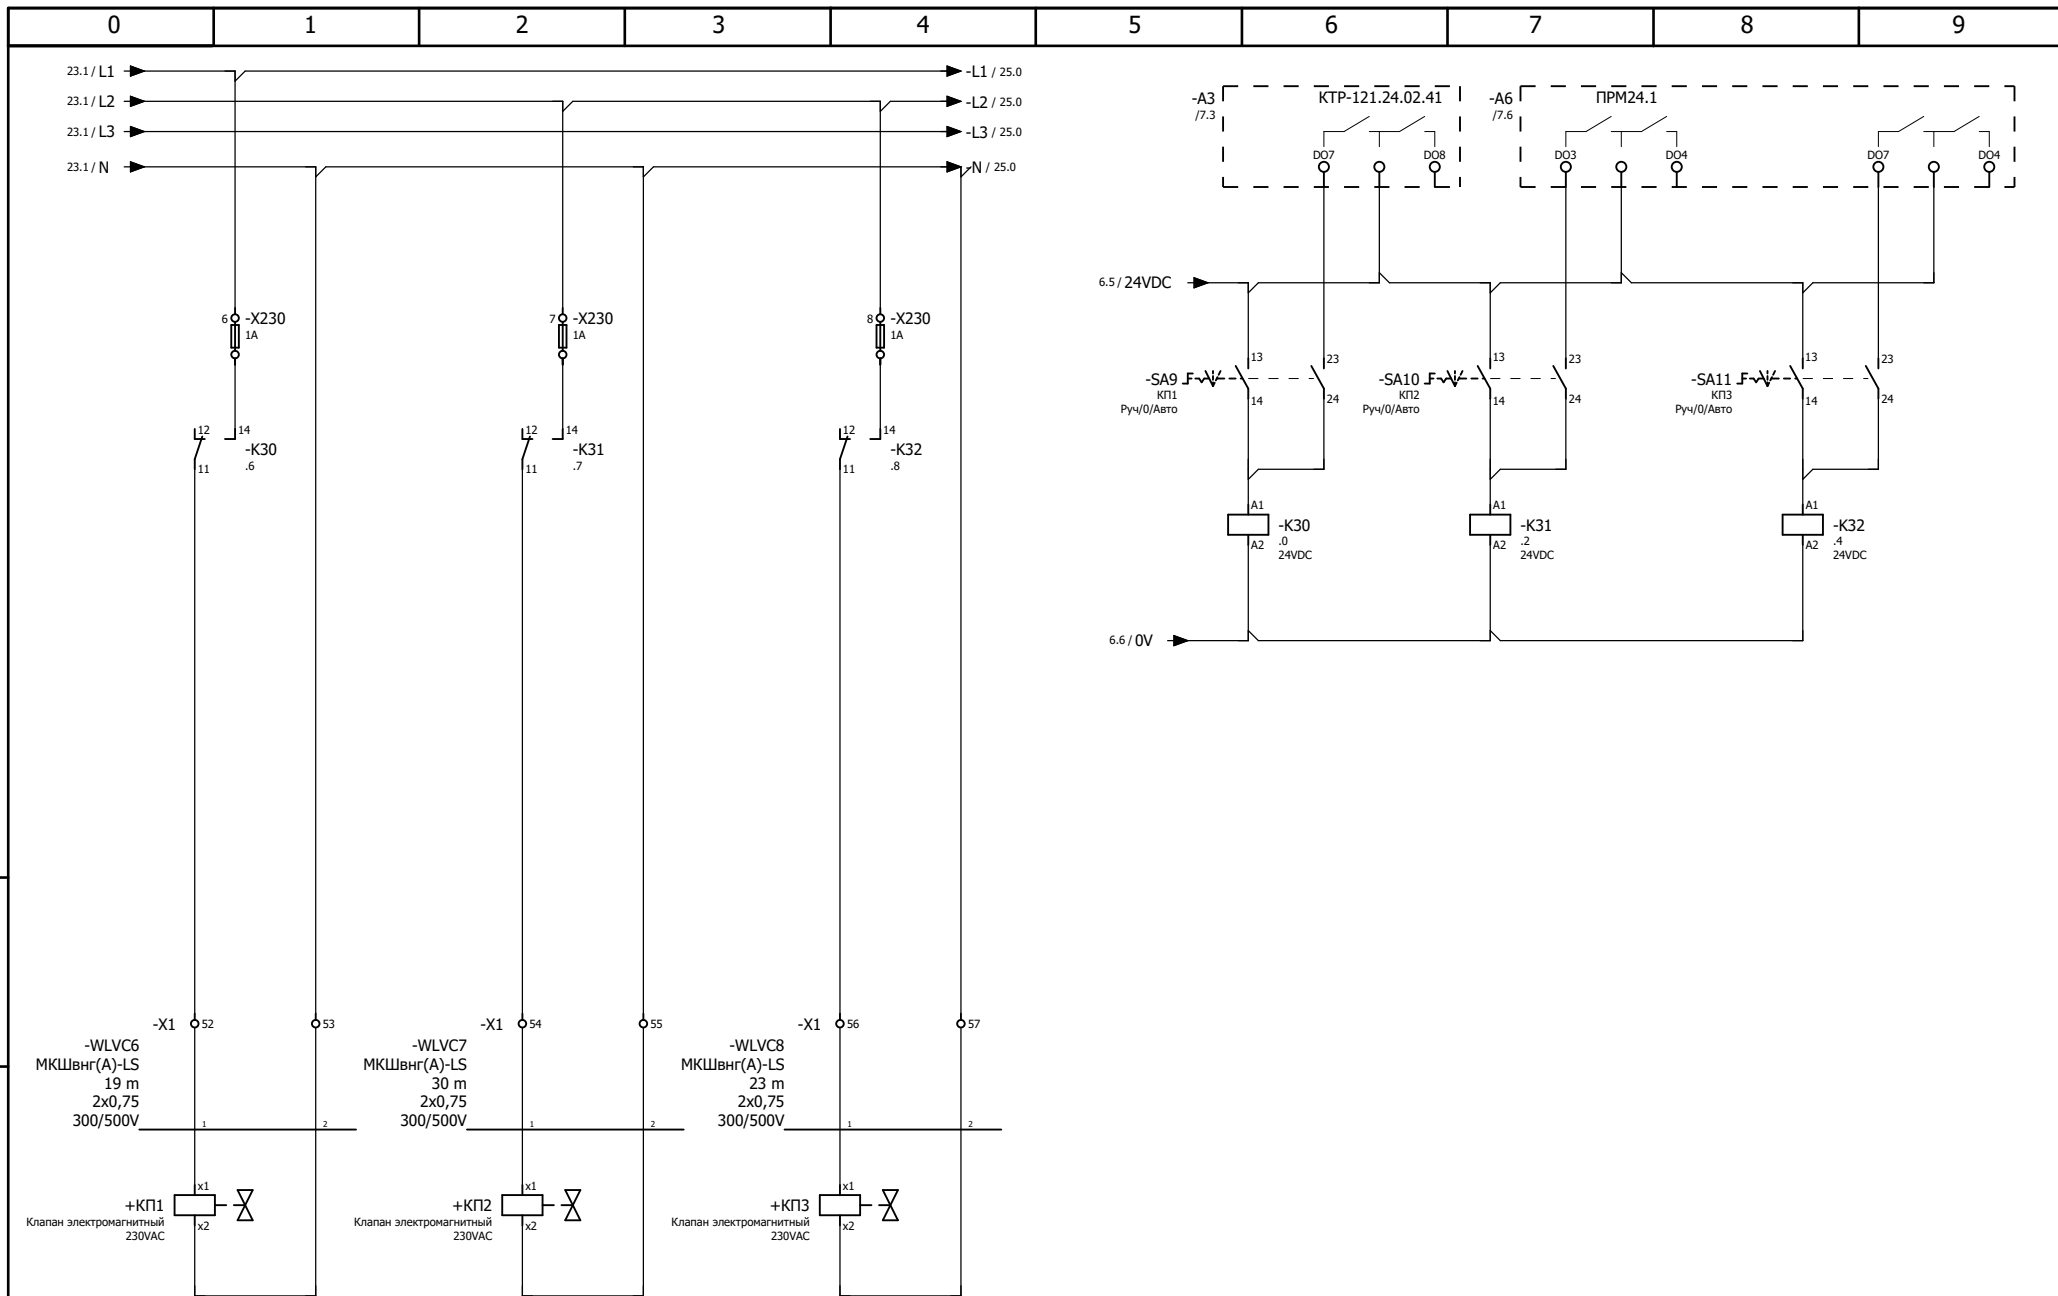 0 1 2 3 4 5 6 7 8 9
23.1 / L1 -L1 / 25.0
23.1 / L2 -L2 / 25.0
23.1 / L3 -L3 / 25.0
23.1 / N -N / 25.0
-A3 КТР-121.24.02.41
/7.3
DO7 DO8
-A6 ПРМ24.1
/7.6
DO3 DO4 DO7 DO4
6.5 / 24VDC
6 -X230
1A
7 -X230
1A
8 -X230
1A
13 23
-SA9
КП1
Руч/0/Авто
14 24
13 23
-SA10
КП2
Руч/0/Авто
14 24
13 23
-SA11
КП3
Руч/0/Авто
14 24
12 14
-K30
.6
11
12 14
-K31
.7
11
12 14
-K32
.8
11
A1
-K30
.0
A2 24VDC
A1
-K31
.2
A2 24VDC
A1
-K32
.4
A2 24VDC
6.6 / 0V
-X1 52 53
-WLVC6
МКШвнг(А)-LS
19 m
2x0,75
300/500V
1 2
-X1 54 55
-WLVC7
МКШвнг(А)-LS
30 m
2x0,75
300/500V
1 2
-X1 56 57
-WLVC8
МКШвнг(А)-LS
23 m
2x0,75
300/500V
1 2
x1
+КП1
Клапан электромагнитный x2
230VAC
x1
+КП2
Клапан электромагнитный x2
230VAC
x1
+КП3
Клапан электромагнитный x2
230VAC